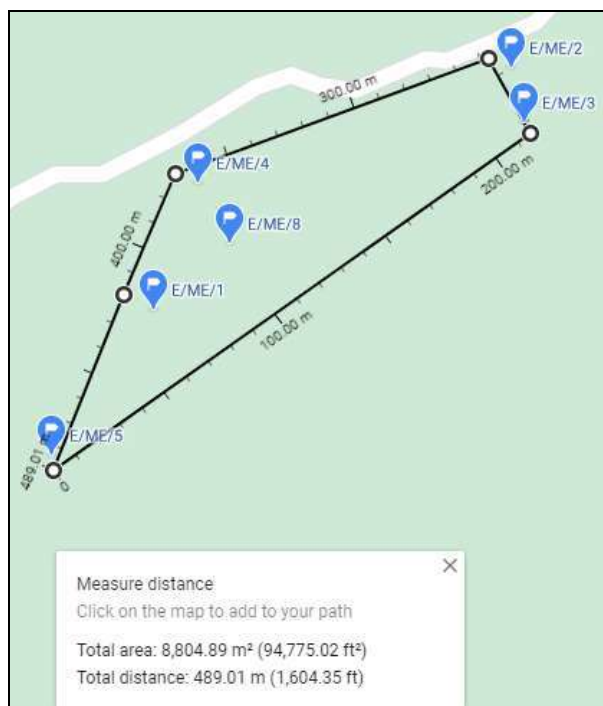 E/ME/2
300.00 m
E/ME/3
E/ME/4
200.00 m
E/ME/8
400.00 m
E/ME/1
100.00 m
E/ME/5
489.01 m
0
Measure distance
Click on the map to add to your path
Total area: 8,804.89 m² (94,775.02 ft²)
Total distance: 489.01 m (1,604.35 ft)